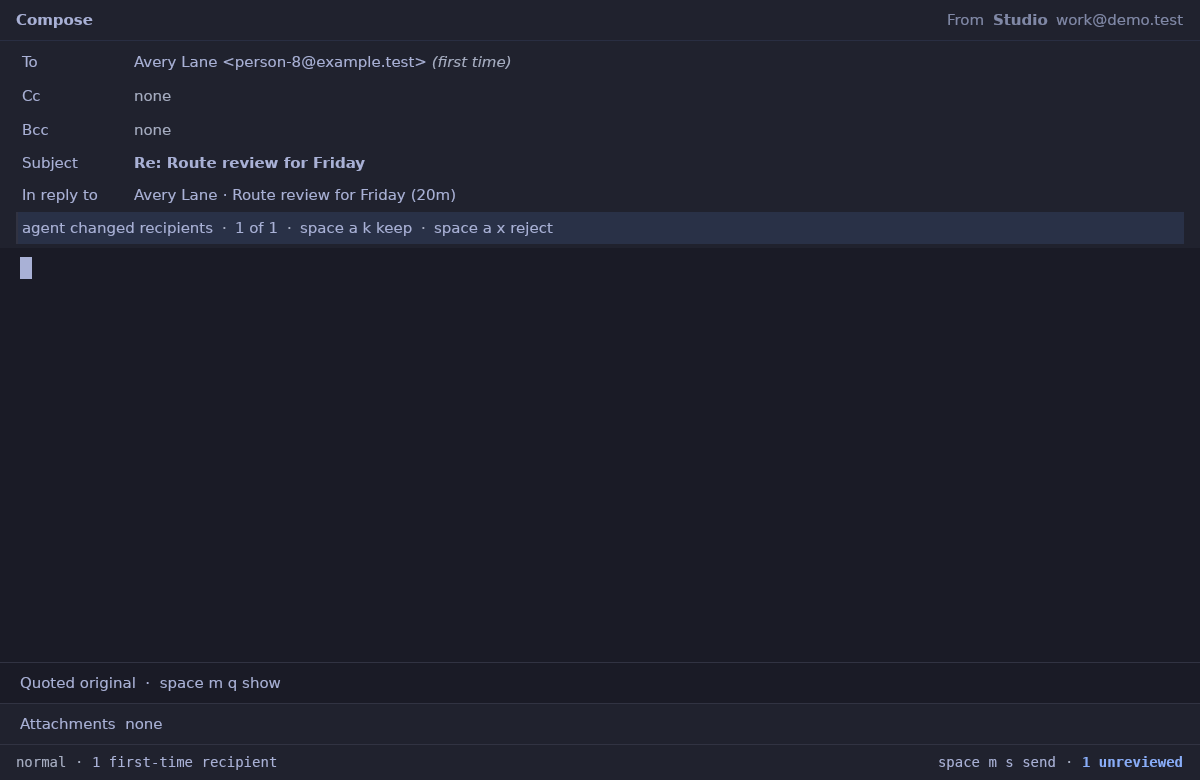 Compose From Studio work@demo.test
To Avery Lane <person-8@example.test> (first time)
Cc none
Bcc none
Subject Re: Route review for Friday
In reply to Avery Lane · Route review for Friday (20m)
agent changed recipients · 1 of 1 · space a k keep · space a x reject
Quoted original · space m q show
Attachments none
normal · 1 first-time recipient space m s send · 1 unreviewed